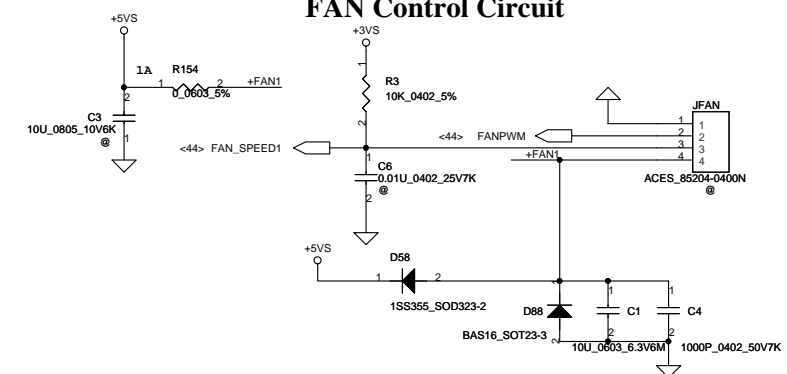 FAN Control Circuit
+5VS
1A
R154
1
2
+FAN1
0_0603_5%
2
C3
10U_0805_10V6K
1
@
+3VS
1
R3
10K_0402_5%
2
<44> FAN_SPEED1
1
C6
0.01U_0402_25V7K
2
@
<44> FANPWM
+FAN1
JFAN
1 1
2 2
3 3
4 4
ACES_85204-0400N
@
+5VS
D58
1
2
1SS355_SOD323-2
1
D88
BAS16_SOT23-3
2
1
C1
2
10U_0603_6.3V6M
1
C4
2
1000P_0402_50V7K